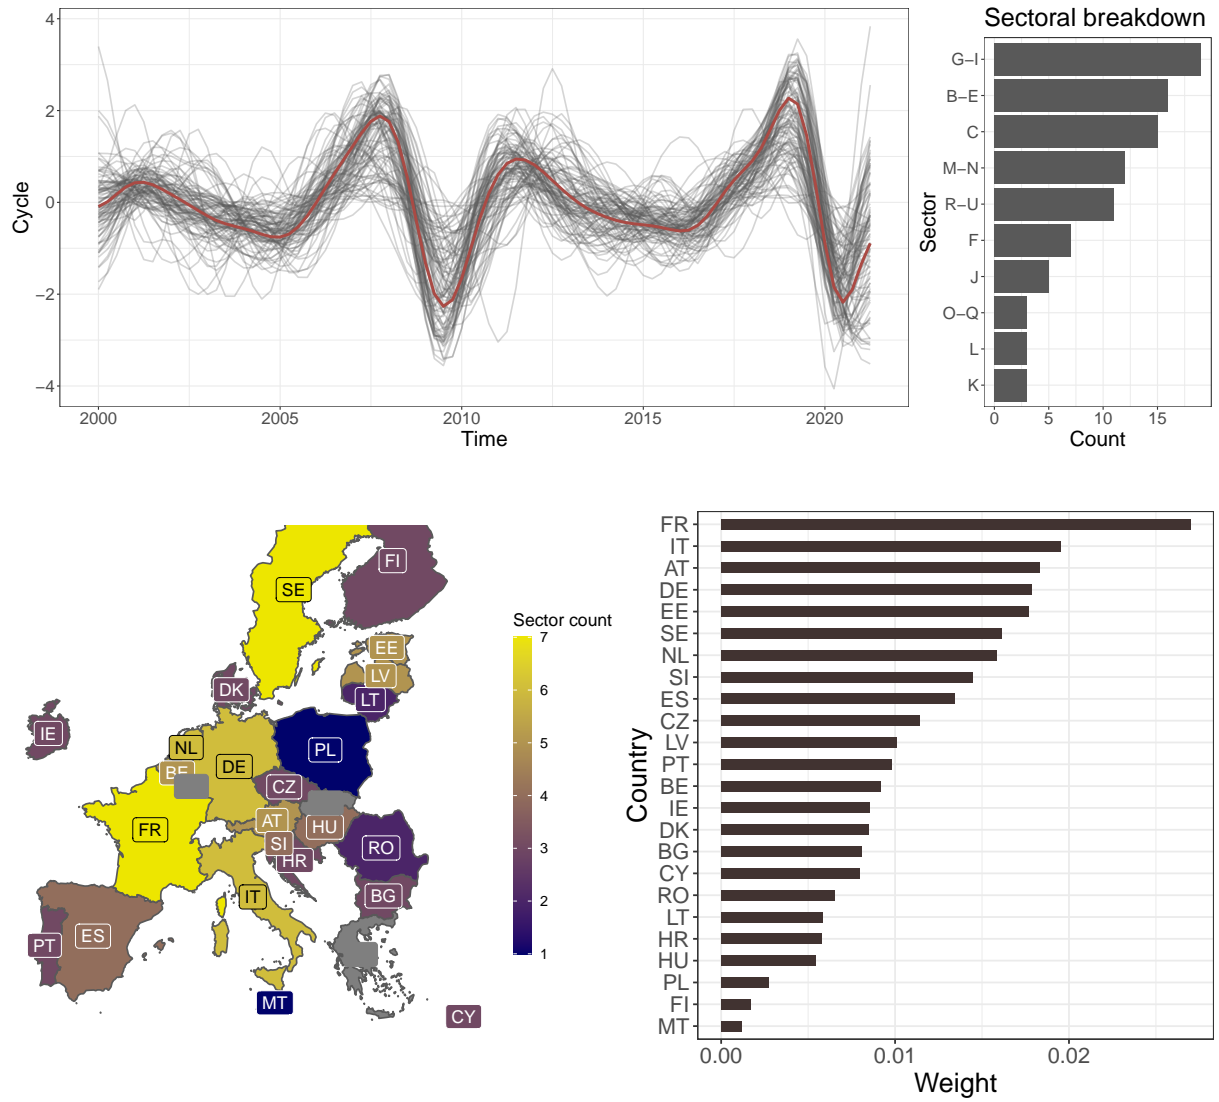 4
2
0
−2
−4
Cycle
2000
2005
2010
2015
2020
Time
Sectoral breakdown
G−I
B−E
C
M−N
R−U
F
J
O−Q
L
K
Sector
0
5
10
15
Count
SE
FI
EE
LV
LT
DK
IE
NL
BE
DE
PL
CZ
FR
AT
HU
SI
HR
RO
IT
BG
ES
PT
MT
CY
Sector count
7
6
5
4
3
2
1
FR
IT
AT
DE
EE
SE
NL
SI
ES
CZ
LV
PT
BE
IE
DK
BG
CY
RO
LT
HR
HU
PL
FI
MT
Country
0.00
0.01
0.02
Weight